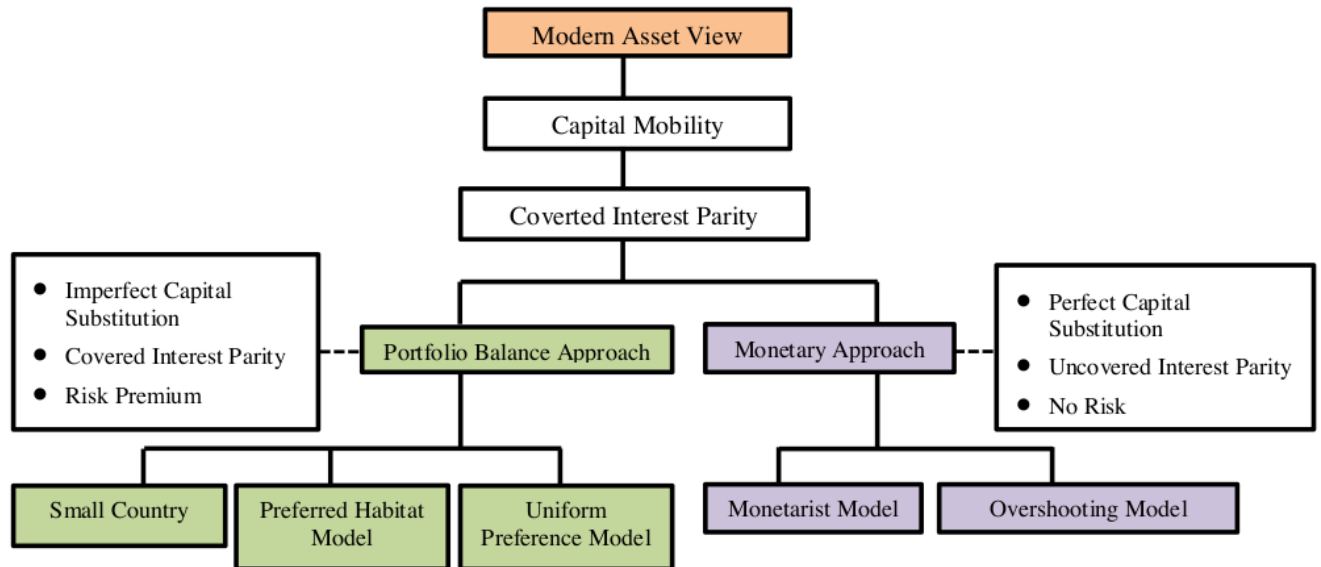 Modern Asset View
Capital Mobility
Coverted Interest Parity
● Imperfect Capital
Substitution
● Covered Interest Parity
● Risk Premium
Portfolio Balance Approach
Monetary Approach
● Perfect Capital
Substitution
● Uncovered Interest Parity
● No Risk
Small Country
Preferred Habitat
Model
Uniform
Preference Model
Monetarist Model
Overshooting Model